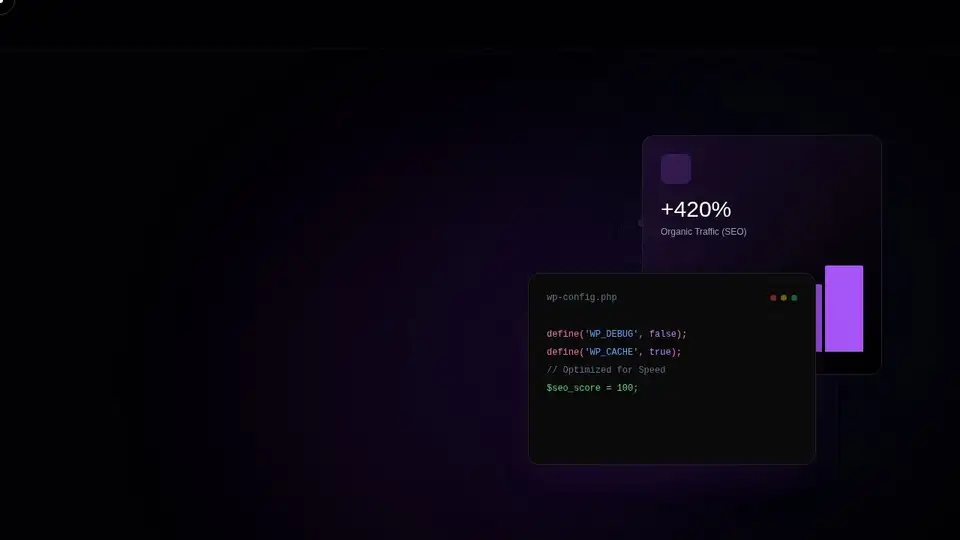 +420%
Organic Traffic (SEO)
wp-config.php
define('WP_DEBUG', false);
define('WP_CACHE', true);
// Optimized for Speed
$seo_score = 100;